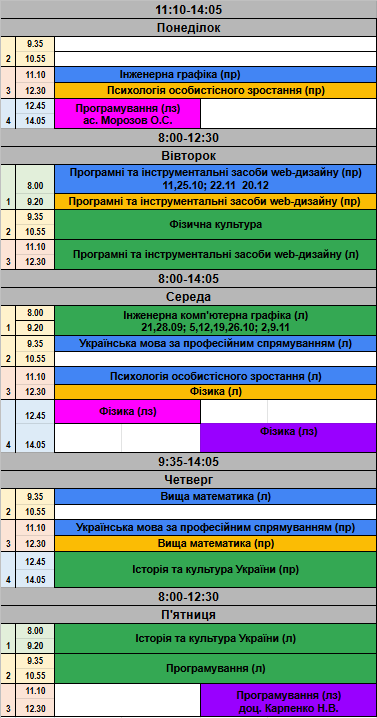 11:10-14:05
Понеділок
9.35
2 10.55
11.10 Інженерна графіка (пр)
3 12.30 Психологія особистісного зростання (пр)
12.45 Програмування (лз)
4 14.05 ас. Морозов О.С.
8:00-12:30
Вівторок
Програмні та інструментальні засоби web-дизайну (пр)
8.00 11,25.10; 22.11 20.12
1 9.20 Програмні та інструментальні засоби web-дизайну (пр)
9.35
Фізична культура
2 10.55
11.10
Програмні та інструментальні засоби web-дизайну (л)
3 12.30
8:00-14:05
Середа
8.00 Інженерна комп'ютерна графіка (л)
1 9.20 21,28.09; 5,12,19,26.10; 2,9.11
9.35 Українська мова за професійним спрямуванням (л)
2 10.55
11.10 Психологія особистісного зростання (л)
3 12.30 Фізика (л)
12.45 Фізика (лз)
Фізика (лз)
4 14.05
9:35-14:05
Четверг
9.35 Вища математика (л)
2 10.55
11.10 Українська мова за професійним спрямуванням (пр)
3 12.30 Вища математика (пр)
12.45
Історія та культура України (пр)
4 14.05
8:00-12:30
П'ятниця
8.00
Історія та культура України (л)
1 9.20
9.35
Програмування (л)
2 10.55
11.10 Програмування (лз)
3 12.30 доц. Карпенко Н.В.